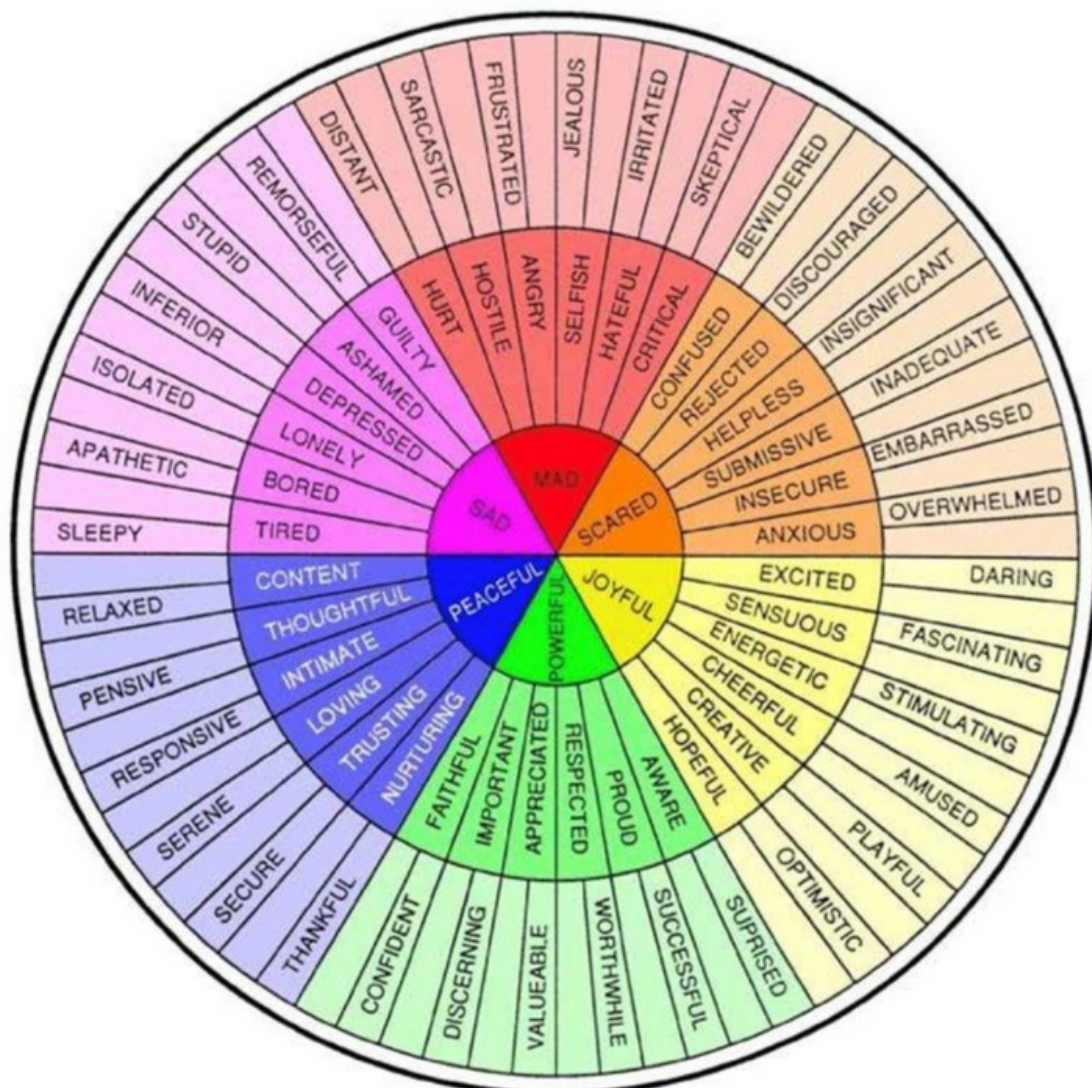 MAD
SCARED
JOYFUL
POWERFUL
PEACEFUL
SAD
HURT
HOSTILE
ANGRY
SELFISH
HATEFUL
CRITICAL
CONFUSED
REJECTED
HELPLESS
SUBMISSIVE
INSECURE
ANXIOUS
EXCITED
SENSUOUS
ENERGETIC
CHEERFUL
CREATIVE
HOPEFUL
AWARE
PROUD
RESPECTED
APPRECIATED
IMPORTANT
FAITHFUL
NURTURING
TRUSTING
LOVING
INTIMATE
THOUGHTFUL
CONTENT
TIRED
BORED
LONELY
DEPRESSED
ASHAMED
GUILTY
DISTANT
SARCASTIC
FRUSTRATED
JEALOUS
IRRITATED
SKEPTICAL
BEWILDERED
DISCOURAGED
INSIGNIFICANT
INADEQUATE
EMBARRASSED
OVERWHELMED
DARING
FASCINATING
STIMULATING
AMUSED
PLAYFUL
OPTIMISTIC
SUPRISED
SUCCESSFUL
WORTHWHILE
VALUEABLE
DISCERNING
CONFIDENT
THANKFUL
SECURE
SERENE
RESPONSIVE
PENSIVE
RELAXED
SLEEPY
APATHETIC
ISOLATED
INFERIOR
STUPID
REMORSEFUL